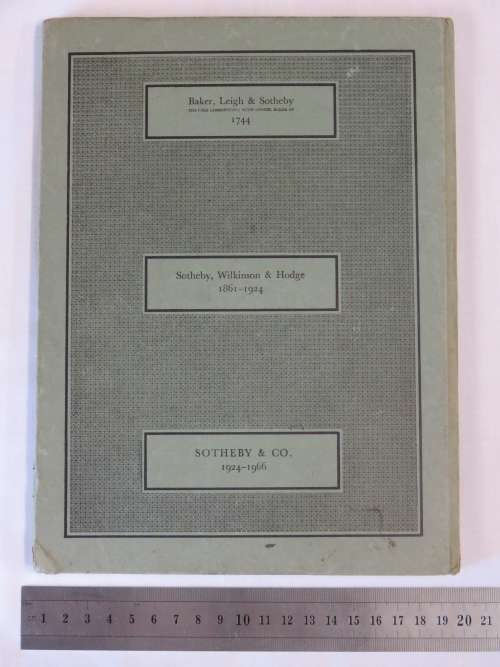 Baker, Leigh & Sotheby
1744
Sotheby, Wilkinson & Hodge
1861-1924
SOTHEBY & CO.
1924-1966
1 2 3 4 5 6 7 8 9 10 11 12 13 14 15 16 17 18 19 20 21